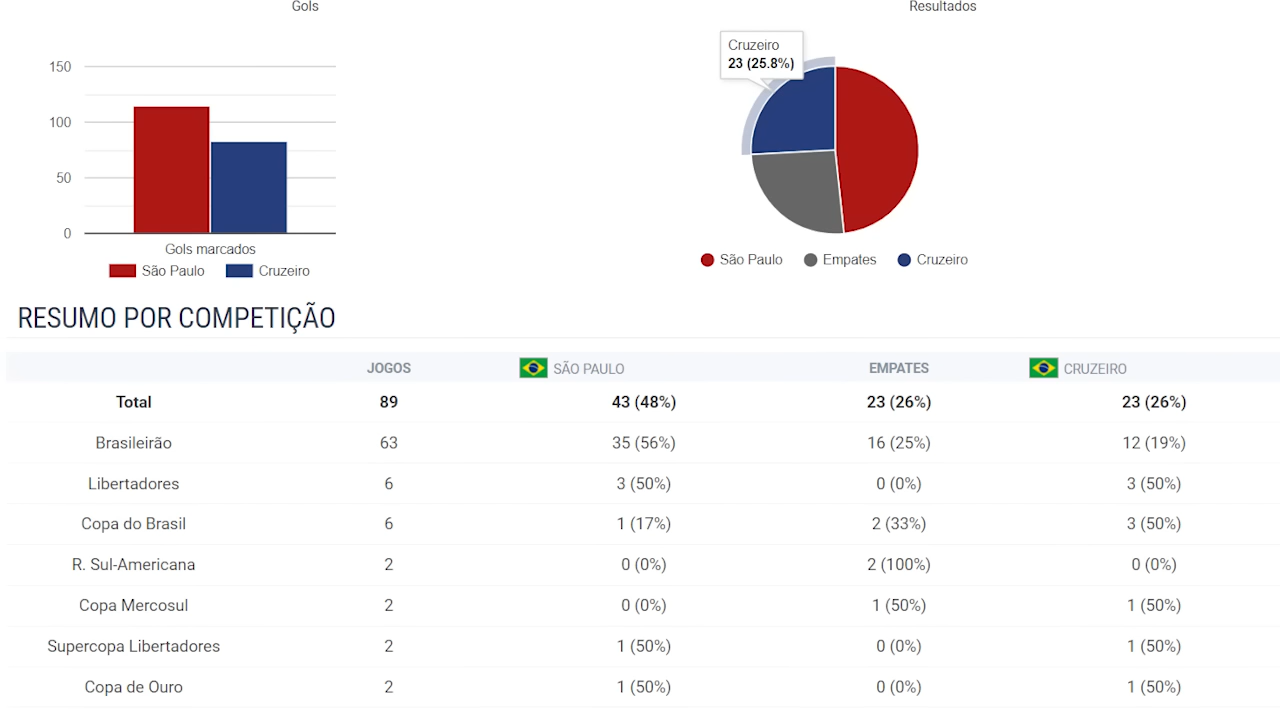 Gols
Resultados
150
100
50
0
Gols marcados
São Paulo Cruzeiro
Cruzeiro
23 (25.8%)
São Paulo Empates Cruzeiro
RESUMO POR COMPETIÇÃO
JOGOS SÃO PAULO EMPATES CRUZEIRO
Total 89 43 (48%) 23 (26%) 23 (26%)
Brasileirão 63 35 (56%) 16 (25%) 12 (19%)
Libertadores 6 3 (50%) 0 (0%) 3 (50%)
Copa do Brasil 6 1 (17%) 2 (33%) 3 (50%)
R. Sul-Americana 2 0 (0%) 2 (100%) 0 (0%)
Copa Mercosul 2 0 (0%) 1 (50%) 1 (50%)
Supercopa Libertadores 2 1 (50%) 0 (0%) 1 (50%)
Copa de Ouro 2 1 (50%) 0 (0%) 1 (50%)